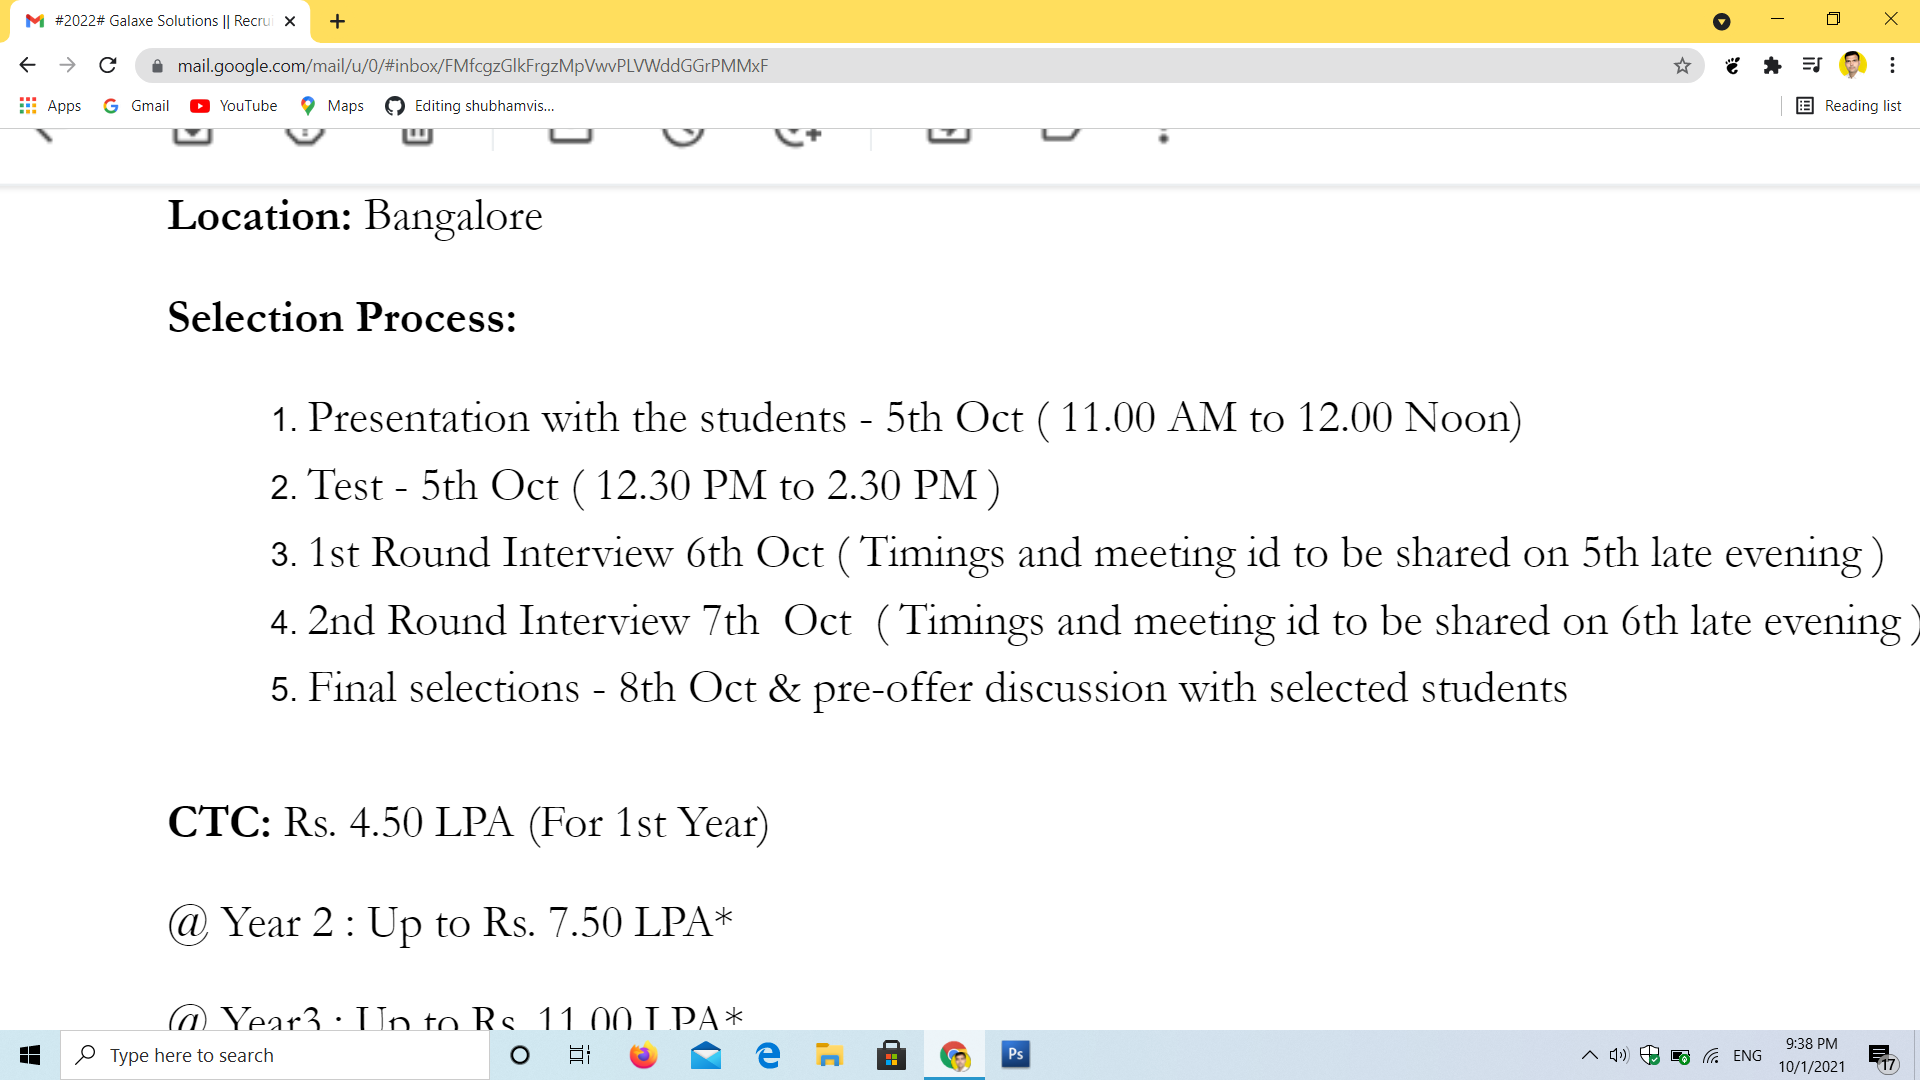 #2022# Galaxe Solutions || Recrui
mail.google.com/mail/u/0/#inbox/FMfcgzGlkFrgzMpVwvPLVWddGGrPMMxF
Apps Gmail YouTube Maps Editing shubhamvis... Reading list
Location: Bangalore
Selection Process:
1. Presentation with the students - 5th Oct ( 11.00 AM to 12.00 Noon)
2. Test - 5th Oct ( 12.30 PM to 2.30 PM )
3. 1st Round Interview 6th Oct ( Timings and meeting id to be shared on 5th late evening )
4. 2nd Round Interview 7th  Oct  ( Timings and meeting id to be shared on 6th late evening )
5. Final selections - 8th Oct & pre-offer discussion with selected students
CTC: Rs. 4.50 LPA (For 1st Year)
@ Year 2 : Up to Rs. 7.50 LPA*
@ Year3 : Up to Rs. 11.00 LPA*
Type here to search
Ps
ENG
9:38 PM
10/1/2021
17